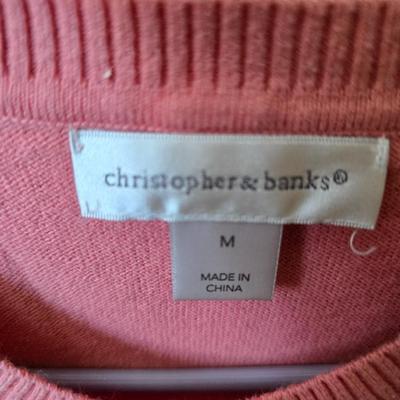 christopher & banks®
M
MADE IN
CHINA